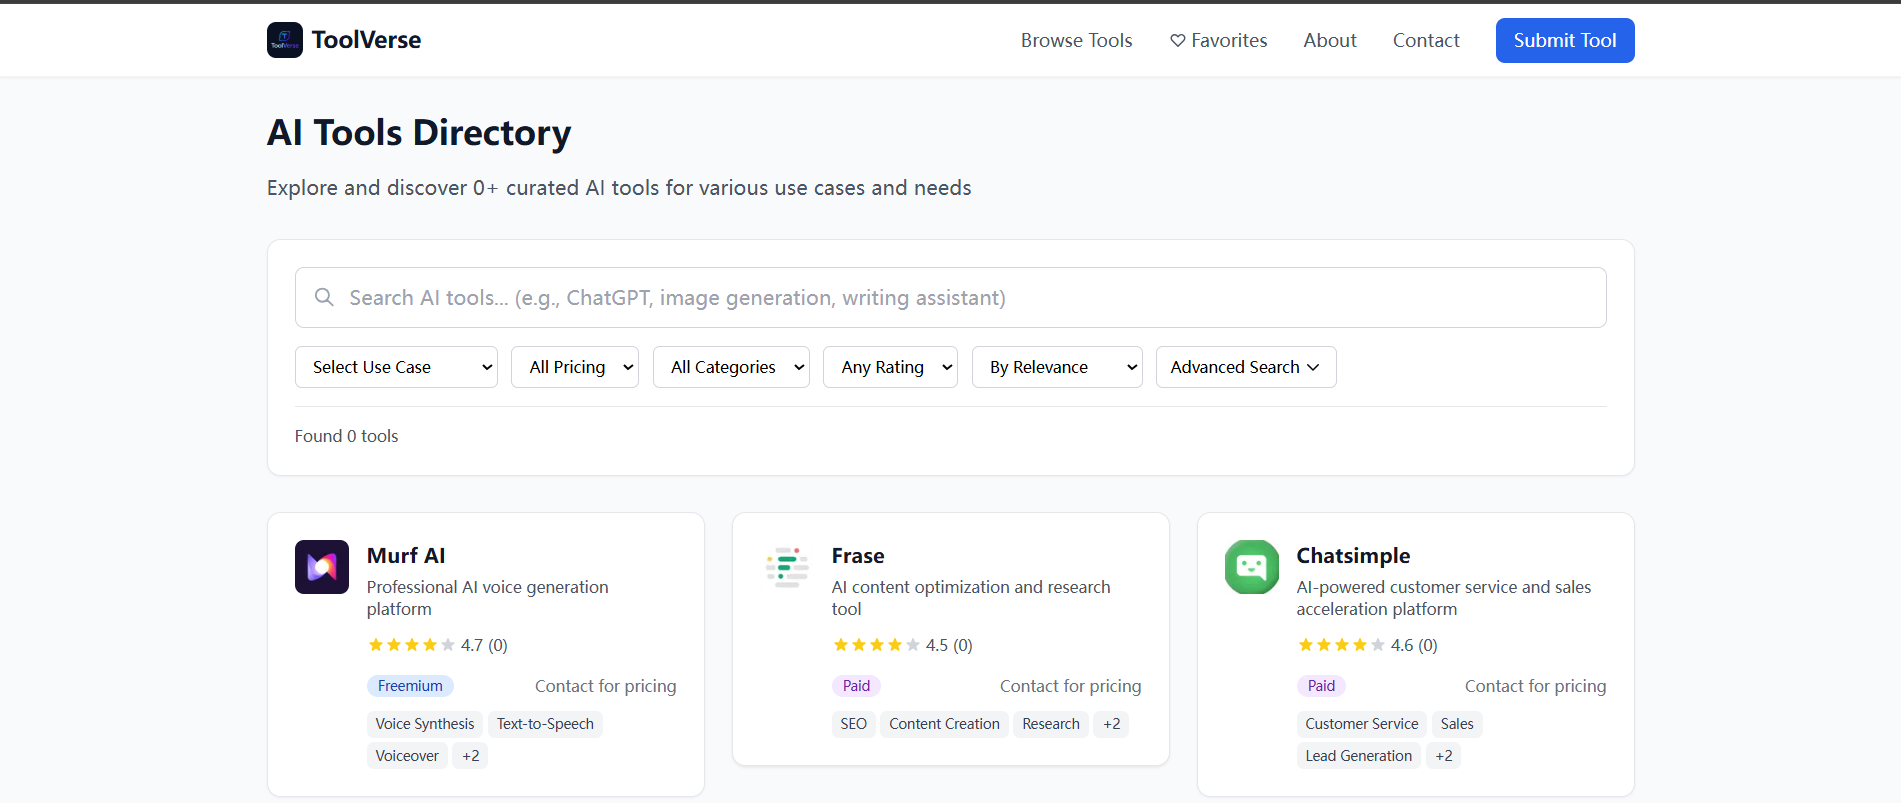 ToolVerse
ToolVerse
Browse Tools
Favorites
About
Contact
Submit Tool
AI Tools Directory
Explore and discover 0+ curated AI tools for various use cases and needs
Search AI tools... (e.g., ChatGPT, image generation, writing assistant)
Select Use Case
All Pricing
All Categories
Any Rating
By Relevance
Advanced Search
Found 0 tools
Murf AI
Professional AI voice generation
platform
4.7 (0)
Freemium
Contact for pricing
Voice Synthesis
Text-to-Speech
Voiceover
+2
Frase
AI content optimization and research
tool
4.5 (0)
Paid
Contact for pricing
SEO
Content Creation
Research
+2
Chatsimple
AI-powered customer service and sales
acceleration platform
4.6 (0)
Paid
Contact for pricing
Customer Service
Sales
Lead Generation
+2